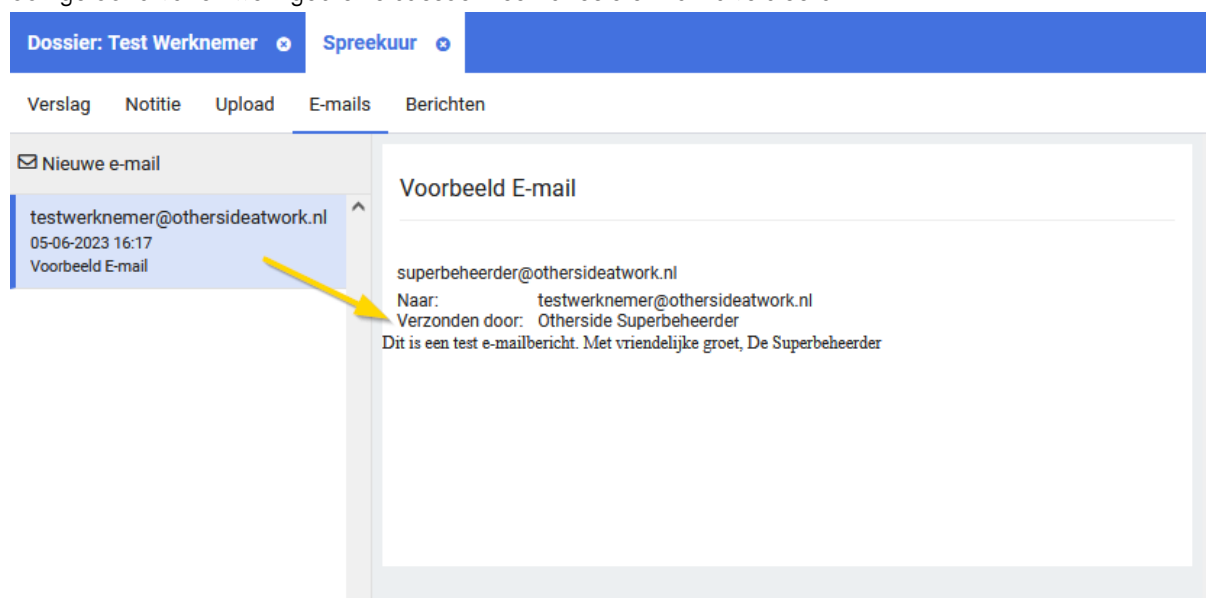 Dossier: Test Werknemer Spreekuur
Verslag Notitie Upload E-mails Berichten
Nieuwe e-mail
testwerknemer@othersideatwork.nl
05-06-2023 16:17
Voorbeeld E-mail
Voorbeeld E-mail
superbeheerder@othersideatwork.nl
Naar: testwerknemer@othersideatwork.nl
Verzonden door: Otherside Superbeheerder
Dit is een test e-mailbericht. Met vriendelijke groet, De Superbeheerder